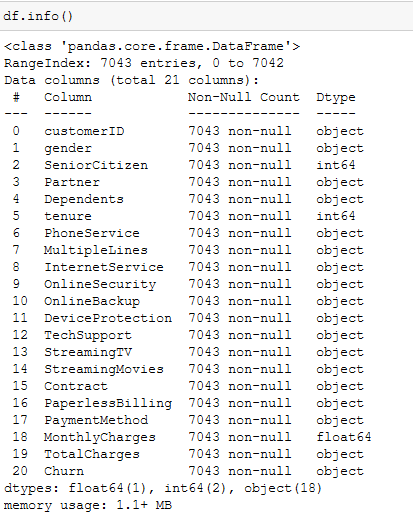 df.info()
<class 'pandas.core.frame.DataFrame'>
RangeIndex: 7043 entries, 0 to 7042
Data columns (total 21 columns):
 #   Column            Non-Null Count  Dtype
---  ------            --------------  -----
 0   customerID        7043 non-null   object
 1   gender            7043 non-null   object
 2   SeniorCitizen     7043 non-null   int64
 3   Partner           7043 non-null   object
 4   Dependents        7043 non-null   object
 5   tenure            7043 non-null   int64
 6   PhoneService      7043 non-null   object
 7   MultipleLines     7043 non-null   object
 8   InternetService   7043 non-null   object
 9   OnlineSecurity    7043 non-null   object
 10  OnlineBackup      7043 non-null   object
 11  DeviceProtection  7043 non-null   object
 12  TechSupport       7043 non-null   object
 13  StreamingTV       7043 non-null   object
 14  StreamingMovies   7043 non-null   object
 15  Contract          7043 non-null   object
 16  PaperlessBilling  7043 non-null   object
 17  PaymentMethod     7043 non-null   object
 18  MonthlyCharges    7043 non-null   float64
 19  TotalCharges      7043 non-null   object
 20  Churn             7043 non-null   object
dtypes: float64(1), int64(2), object(18)
memory usage: 1.1+ MB